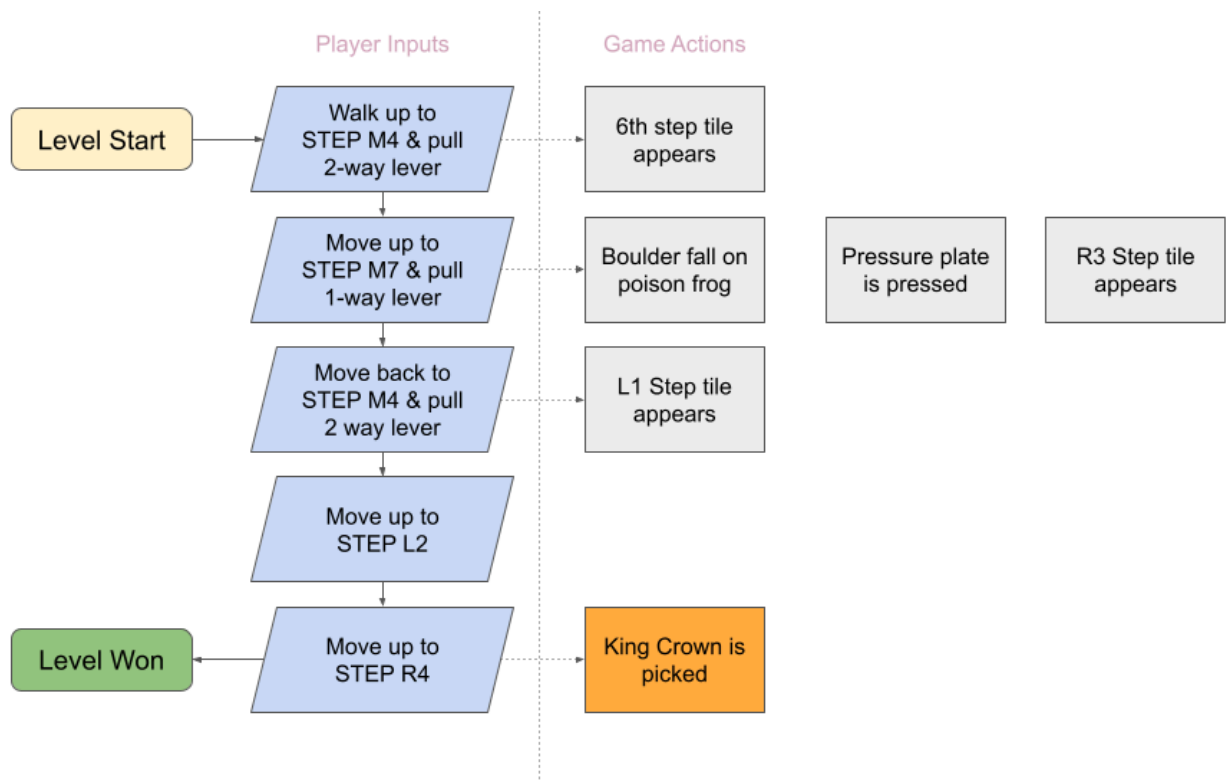 Player Inputs
Game Actions
Level Start
Walk up to
STEP M4 & pull
2-way lever
6th step tile
appears
Move up to
STEP M7 & pull
1-way lever
Boulder fall on
poison frog
Pressure plate
is pressed
R3 Step tile
appears
Move back to
STEP M4 & pull
2 way lever
L1 Step tile
appears
Move up to
STEP L2
Level Won
Move up to
STEP R4
King Crown is
picked